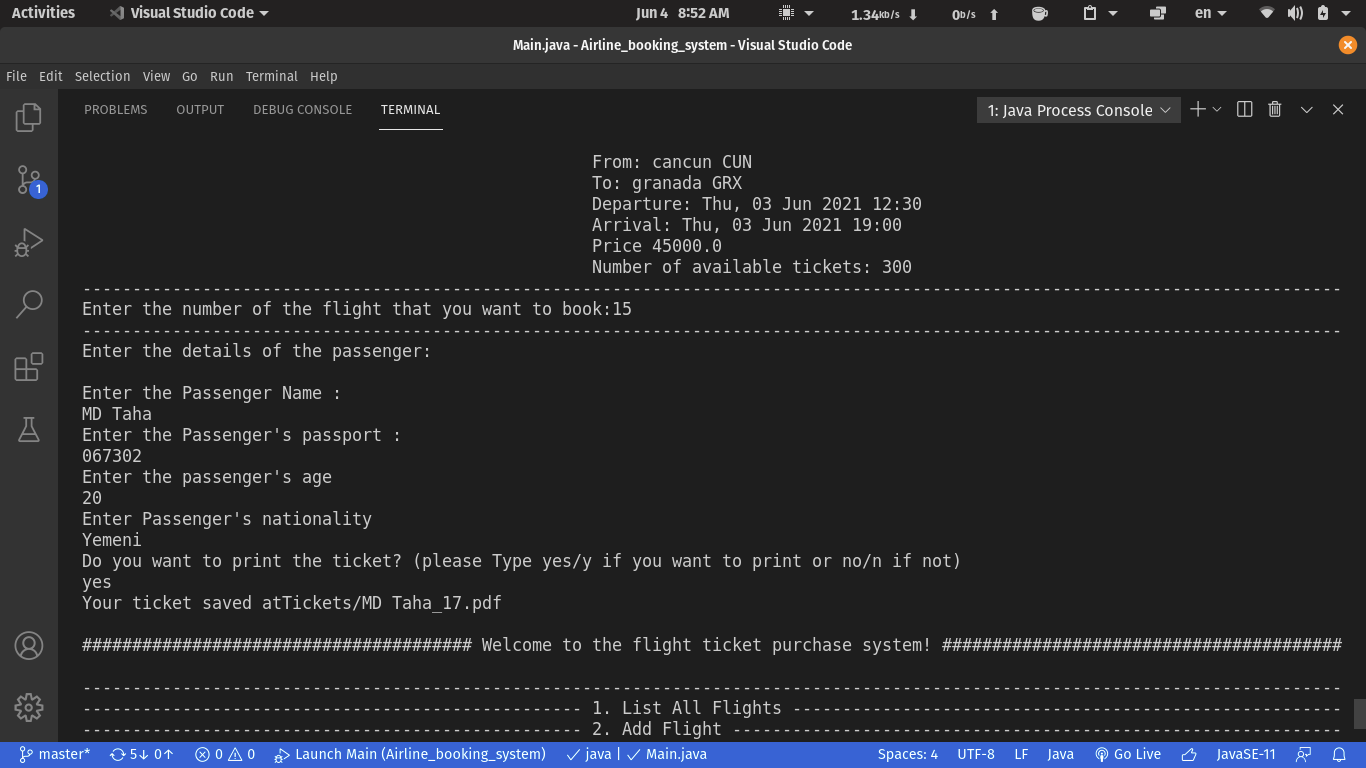 Activities Visual Studio Code Jun 4 8:52 AM 1.34kb/s 0b/s en
Main.java - Airline_booking_system - Visual Studio Code
File Edit Selection View Go Run Terminal Help
PROBLEMS OUTPUT DEBUG CONSOLE TERMINAL 1: Java Process Console
1
From: cancun CUN
To: granada GRX
Departure: Thu, 03 Jun 2021 12:30
Arrival: Thu, 03 Jun 2021 19:00
Price 45000.0
Number of available tickets: 300
------------------------------------------------------------------------------------------------------------------------------
Enter the number of the flight that you want to book:15
------------------------------------------------------------------------------------------------------------------------------
Enter the details of the passenger:
Enter the Passenger Name :
MD Taha
Enter the Passenger's passport :
067302
Enter the passenger's age
20
Enter Passenger's nationality
Yemeni
Do you want to print the ticket? (please Type yes/y if you want to print or no/n if not)
yes
Your ticket saved atTickets/MD Taha_17.pdf
####################################### Welcome to the flight ticket purchase system! ########################################
------------------------------------------------------------------------------------------------------------------------------
-------------------------------------------------- 1. List All Flights -------------------------------------------------------
-------------------------------------------------- 2. Add Flight -------------------------------------------------------------
master* 5↓ 0↑ 0 0 Launch Main (Airline_booking_system) java | Main.java Spaces: 4 UTF-8 LF Java Go Live JavaSE-11